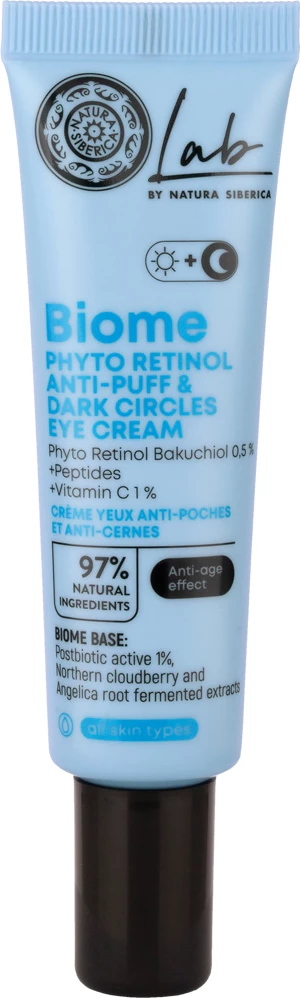 NATURA
SIBERICA
Lab
BY NATURA SIBERICA
+
Biome
PHYTO RETINOL
ANTI-PUFF &
DARK CIRCLES
EYE CREAM
Phyto Retinol Bakuchiol 0,5 %
+Peptides
+Vitamin C 1 %
CRÈME YEUX ANTI-POCHES
ET ANTI-CERNES
97%
NATURAL
INGREDIENTS
Anti-age
effect
BIOME BASE:
Postbiotic active 1%,
Northern cloudberry and
Angelica root fermented extracts
all skin types